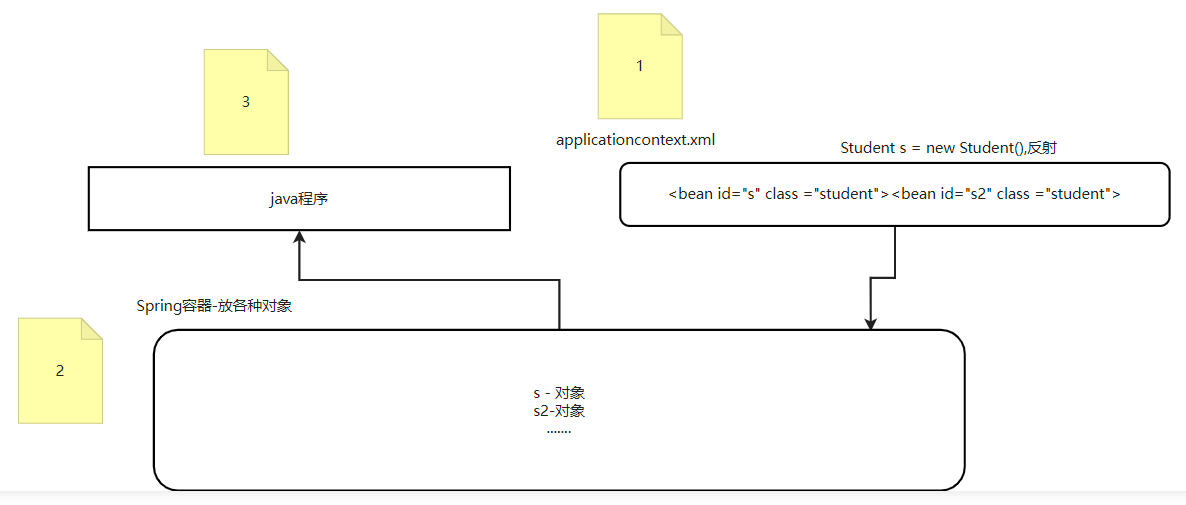 1
3
applicationcontext.xml
Student s = new Student(),反射
java程序
<bean id="s" class ="student"><bean id="s2" class ="student">
Spring容器-放各种对象
2
s - 对象
s2-对象
.......